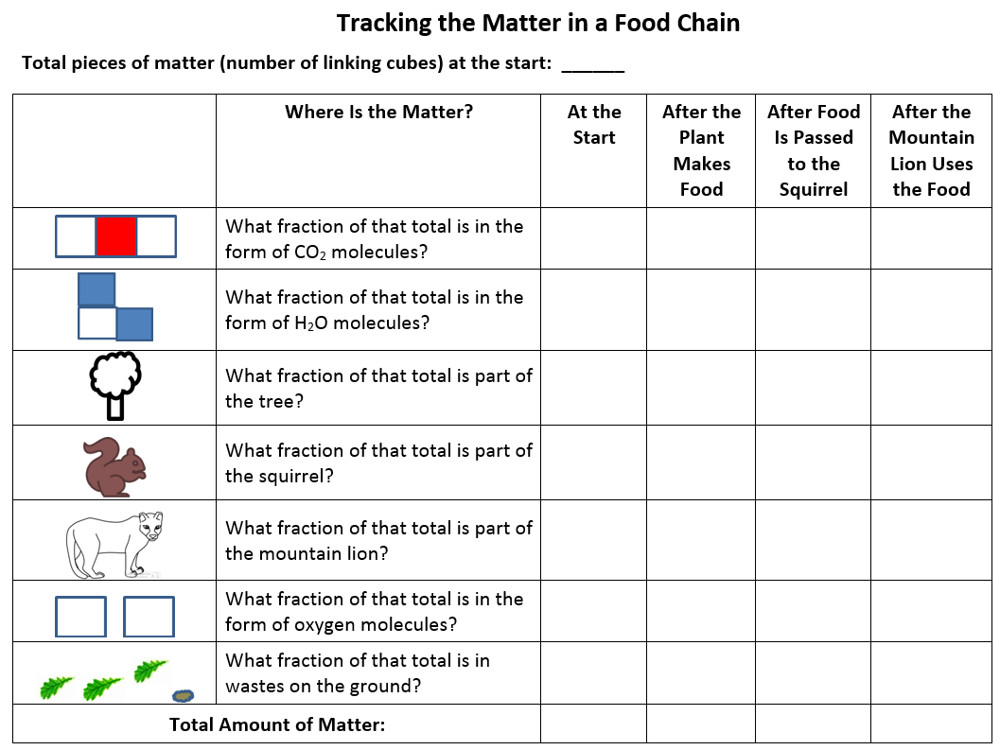 Tracking the Matter in a Food Chain
Total pieces of matter (number of linking cubes) at the start: ______
Where Is the Matter?
At the
Start
After the
Plant
Makes
Food
After Food
Is Passed
to the
Squirrel
After the
Mountain
Lion Uses
the Food
What fraction of that total is in the
form of CO₂ molecules?
What fraction of that total is in the
form of H₂O molecules?
What fraction of that total is part of
the tree?
What fraction of that total is part of
the squirrel?
What fraction of that total is part of
the mountain lion?
What fraction of that total is in the
form of oxygen molecules?
What fraction of that total is in
wastes on the ground?
Total Amount of Matter: